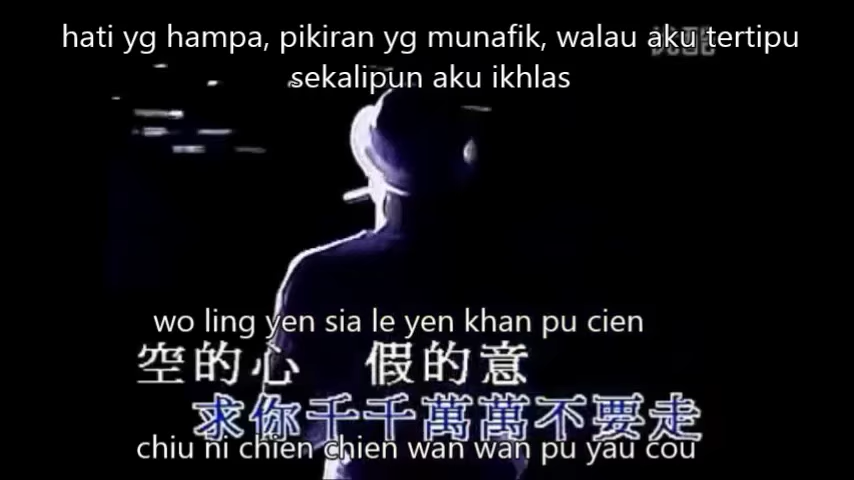 hati yg hampa, pikiran yg munafik, walau aku tertipu
sekalipun aku ikhlas
wo ling yen sia le yen khan pu cien
空的心 假的意
求你千千萬萬不要走
chiu ni chien chien wan wan pu yau cou